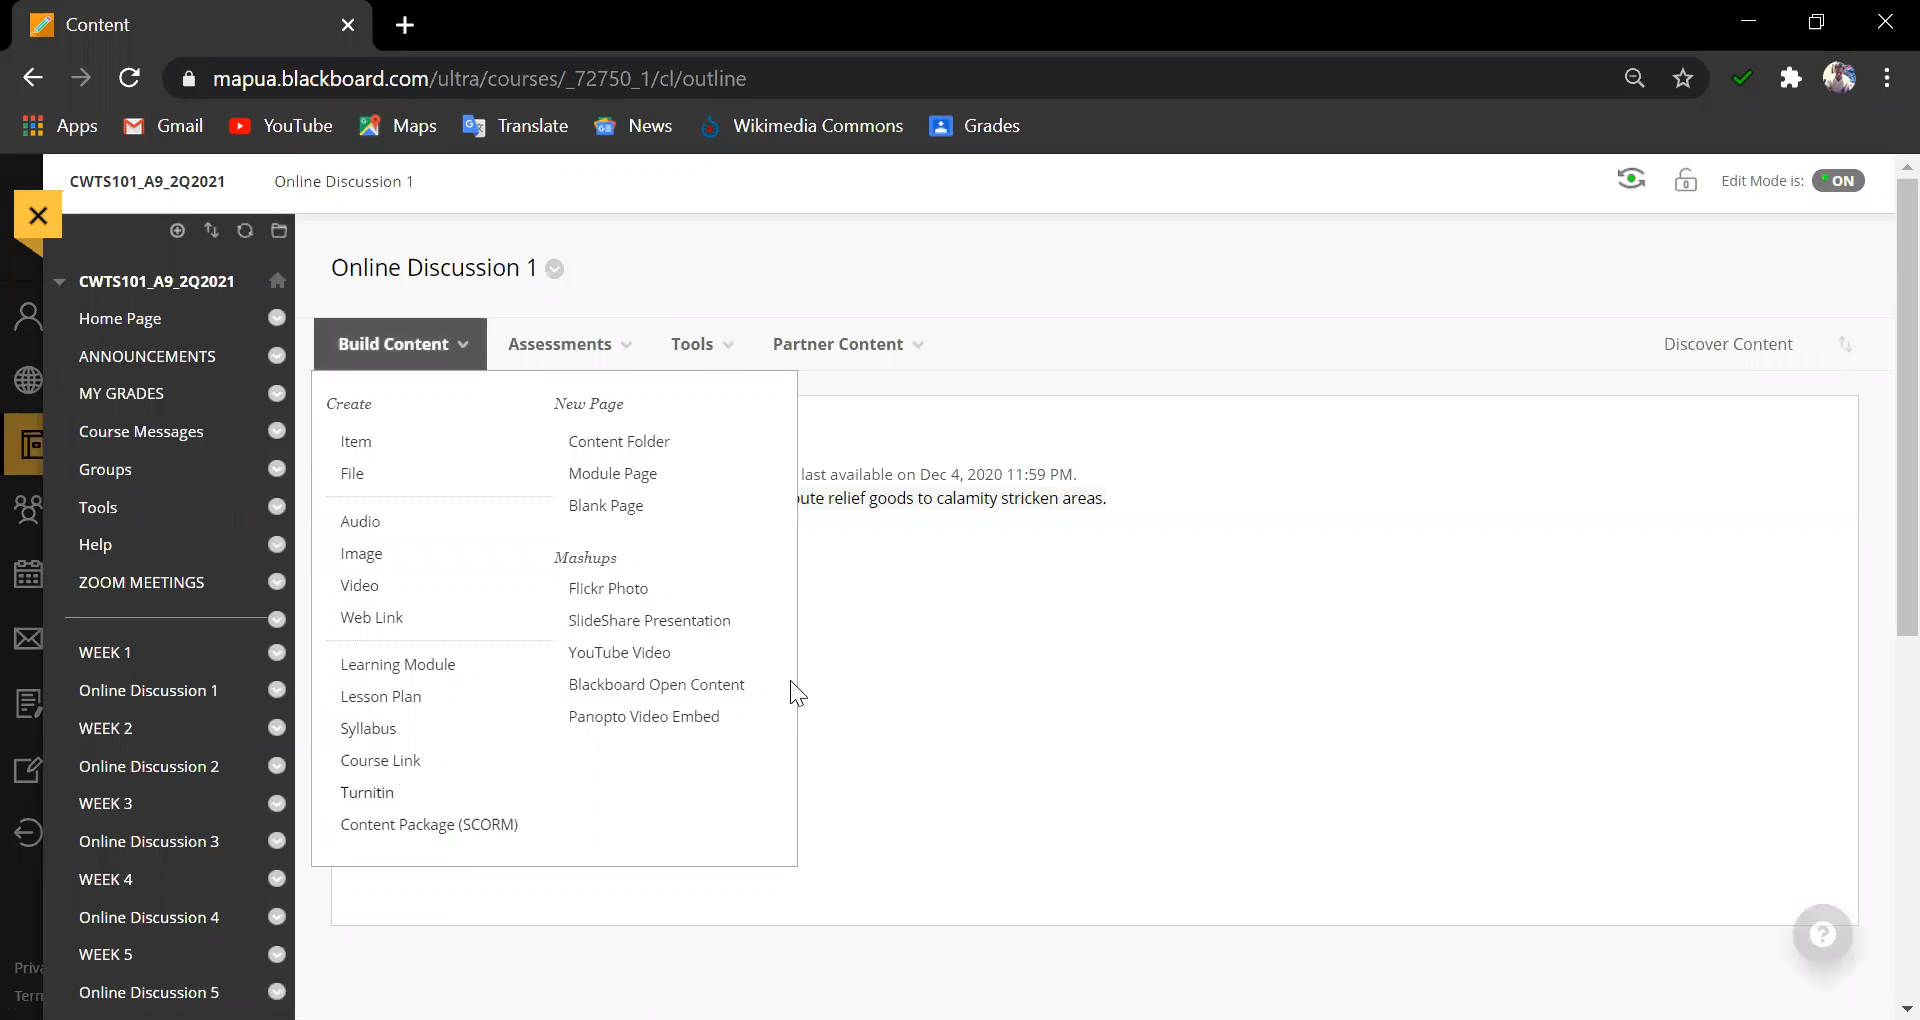 Content
mapua.blackboard.com/ultra/courses/_72750_1/cl/outline
Apps Gmail YouTube Maps Translate News Wikimedia Commons Grades
CWTS101_A9_2Q2021 Online Discussion 1 Edit Mode is: ON
CWTS101_A9_2Q2021
Home Page
ANNOUNCEMENTS
MY GRADES
Course Messages
Groups
Tools
Help
ZOOM MEETINGS
WEEK 1
Online Discussion 1
WEEK 2
Online Discussion 2
WEEK 3
Online Discussion 3
WEEK 4
Online Discussion 4
WEEK 5
Online Discussion 5
Priva
Tern
Online Discussion 1
Build Content Assessments Tools Partner Content Discover Content
Create
Item
File
Audio
Image
Video
Web Link
Learning Module
Lesson Plan
Syllabus
Course Link
Turnitin
Content Package (SCORM)
New Page
Content Folder
Module Page
Blank Page
Mashups
Flickr Photo
SlideShare Presentation
YouTube Video
Blackboard Open Content
Panopto Video Embed
last available on Dec 4, 2020 11:59 PM.
ute relief goods to calamity stricken areas.